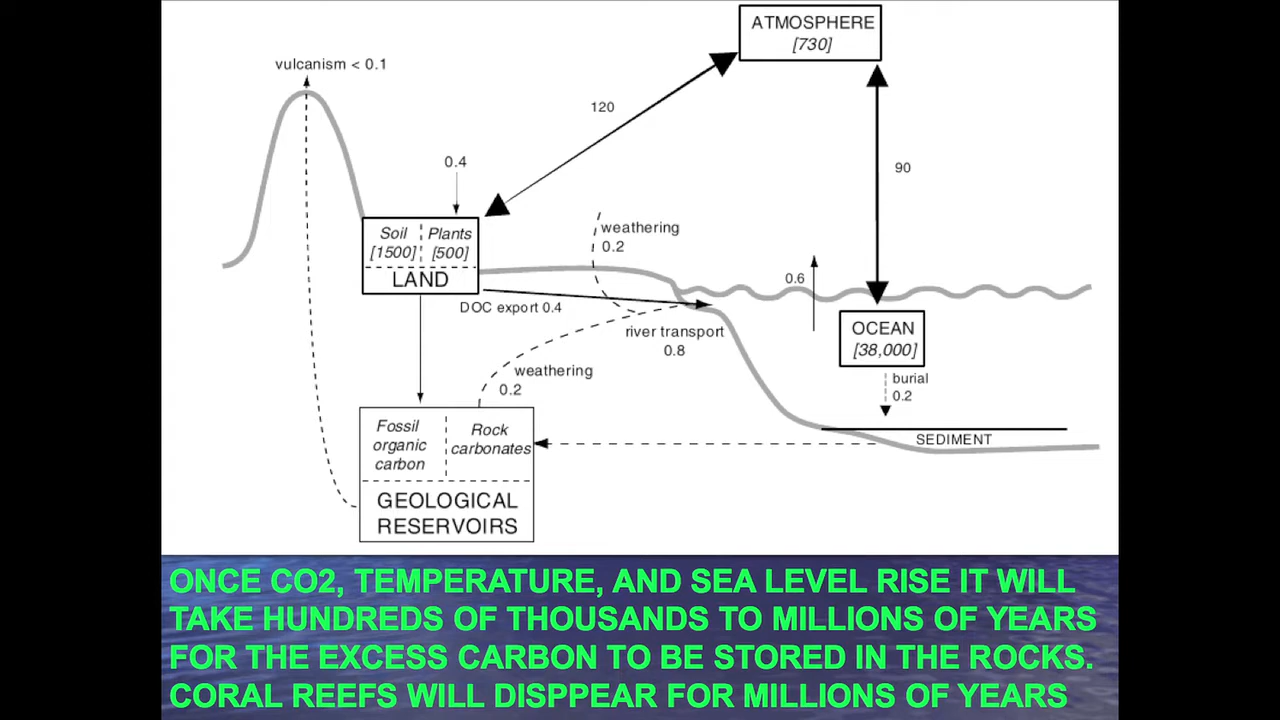 ATMOSPHERE
[730]
vulcanism < 0.1
120
90
0.4
Soil
[1500]
Plants
[500]
LAND
weathering
0.2
DOC export 0.4
0.6
river transport
0.8
OCEAN
[38,000]
burial
0.2
weathering
0.2
SEDIMENT
Fossil
organic
carbon
Rock
carbonates
GEOLOGICAL
RESERVOIRS
ONCE CO2, TEMPERATURE, AND SEA LEVEL RISE IT WILL
TAKE HUNDREDS OF THOUSANDS TO MILLIONS OF YEARS
FOR THE EXCESS CARBON TO BE STORED IN THE ROCKS.
CORAL REEFS WILL DISPPEAR FOR MILLIONS OF YEARS